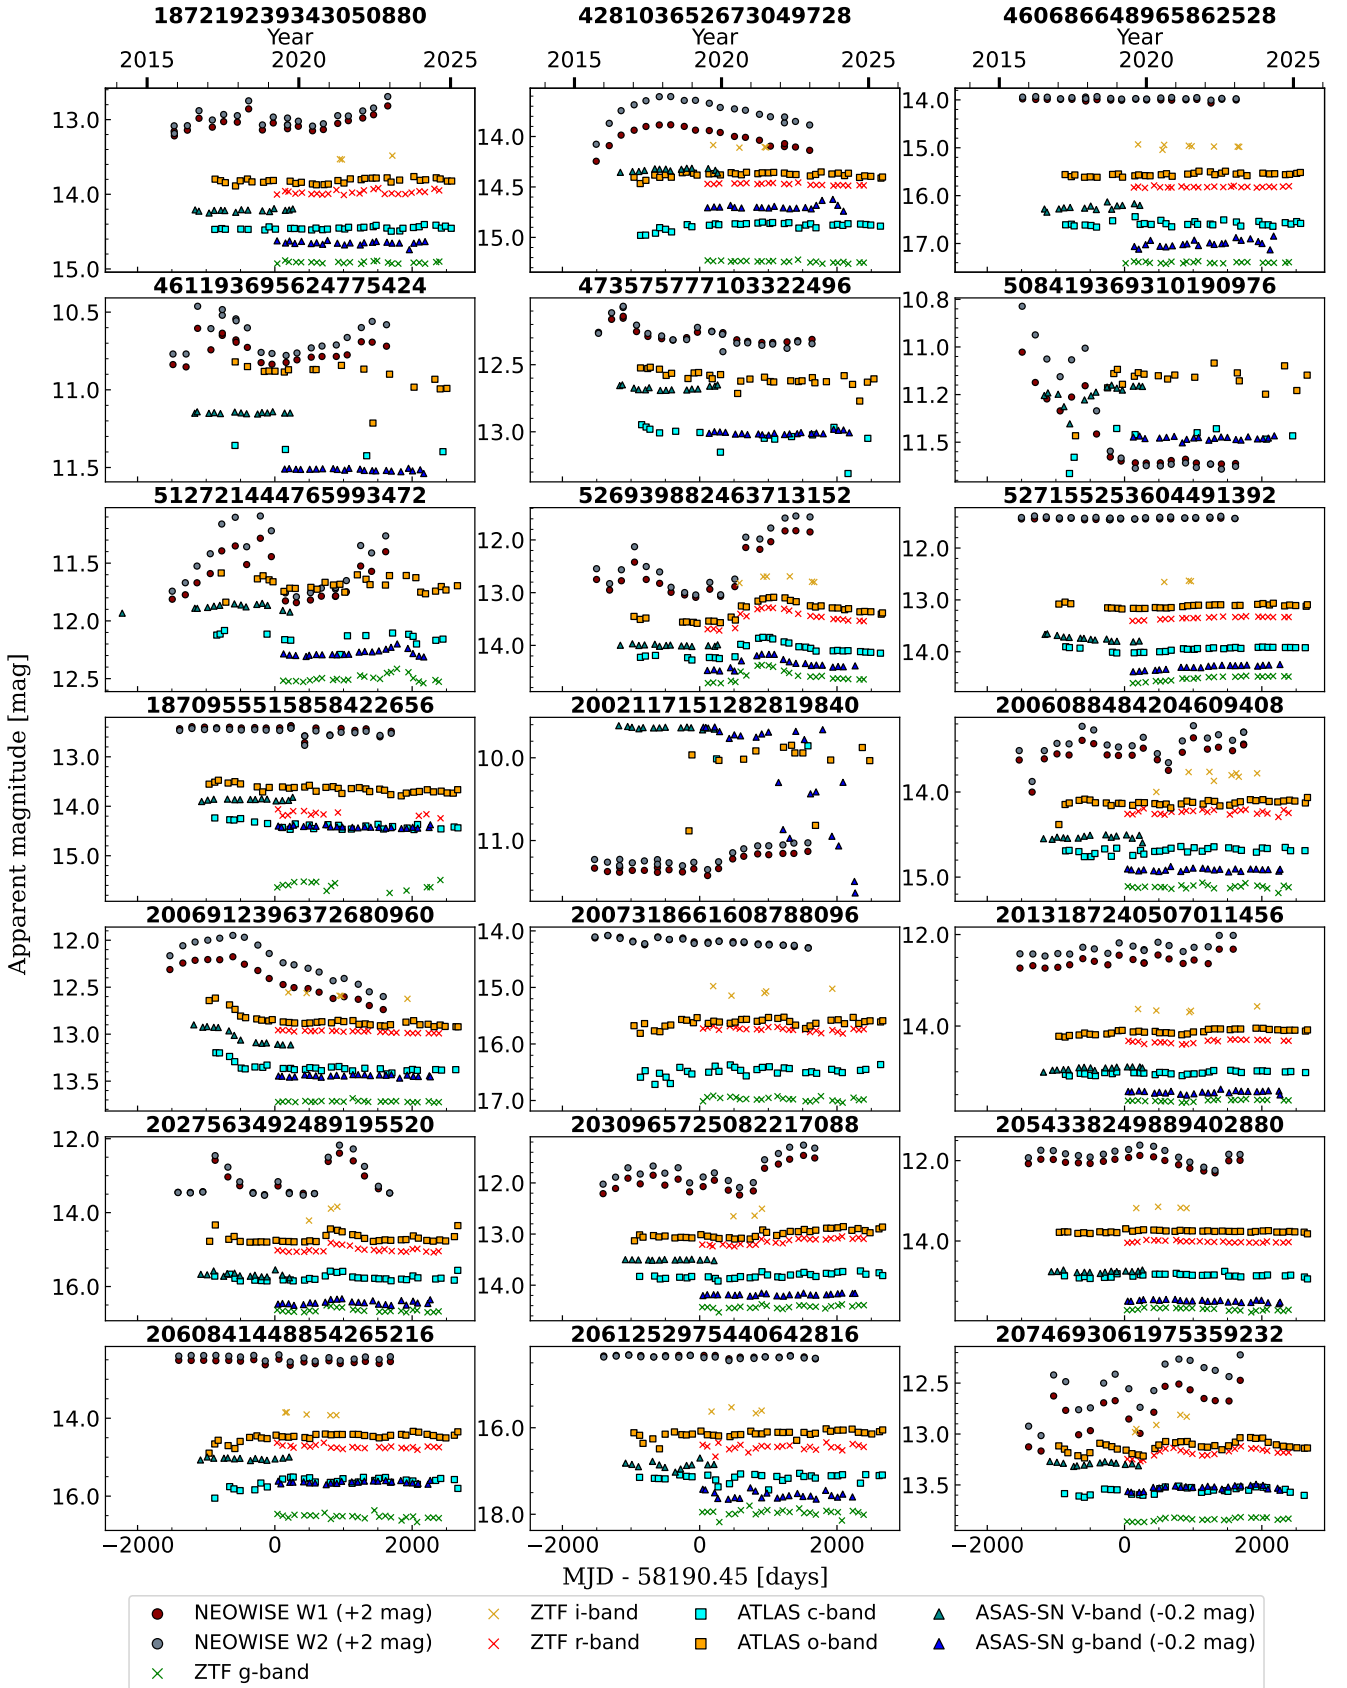 187219239343050880 428103652673049728 460686648965862528
Year Year Year
2015 2020 2025 2015 2020 2025 2015 2020 2025
13.0 14.0 15.0
14.0 14.5 15.0
14.0 15.0 16.0 17.0
461193695624775424 473575777103322496 508419369310190976
10.5 11.0 11.5
12.5 13.0
10.8 11.0 11.2 11.5
512721444765993472 526939882463713152 527155253604491392
11.5 12.0 12.5
12.0 13.0 14.0
12.0 13.0 14.0
1870955515858422656 2002117151282819840 2006088484204609408
13.0 14.0 15.0
10.0 11.0
14.0 15.0
Apparent magnitude [mag]
2006912396372680960 2007318661608788096 2013187240507011456
12.0 12.5 13.0 13.5
14.0 15.0 16.0 17.0
12.0 14.0
2027563492489195520 2030965725082217088 2054338249889402880
12.0 14.0 16.0
12.0 13.0 14.0
12.0 14.0
2060841448854265216 2061252975440642816 2074693061975359232
14.0 16.0
16.0 18.0
12.5 13.0 13.5
−2000 0 2000 −2000 0 2000 −2000 0 2000
MJD - 58190.45 [days]
NEOWISE W1 (+2 mag) ZTF i-band ATLAS c-band ASAS-SN V-band (-0.2 mag)
NEOWISE W2 (+2 mag) ZTF r-band ATLAS o-band ASAS-SN g-band (-0.2 mag)
ZTF g-band